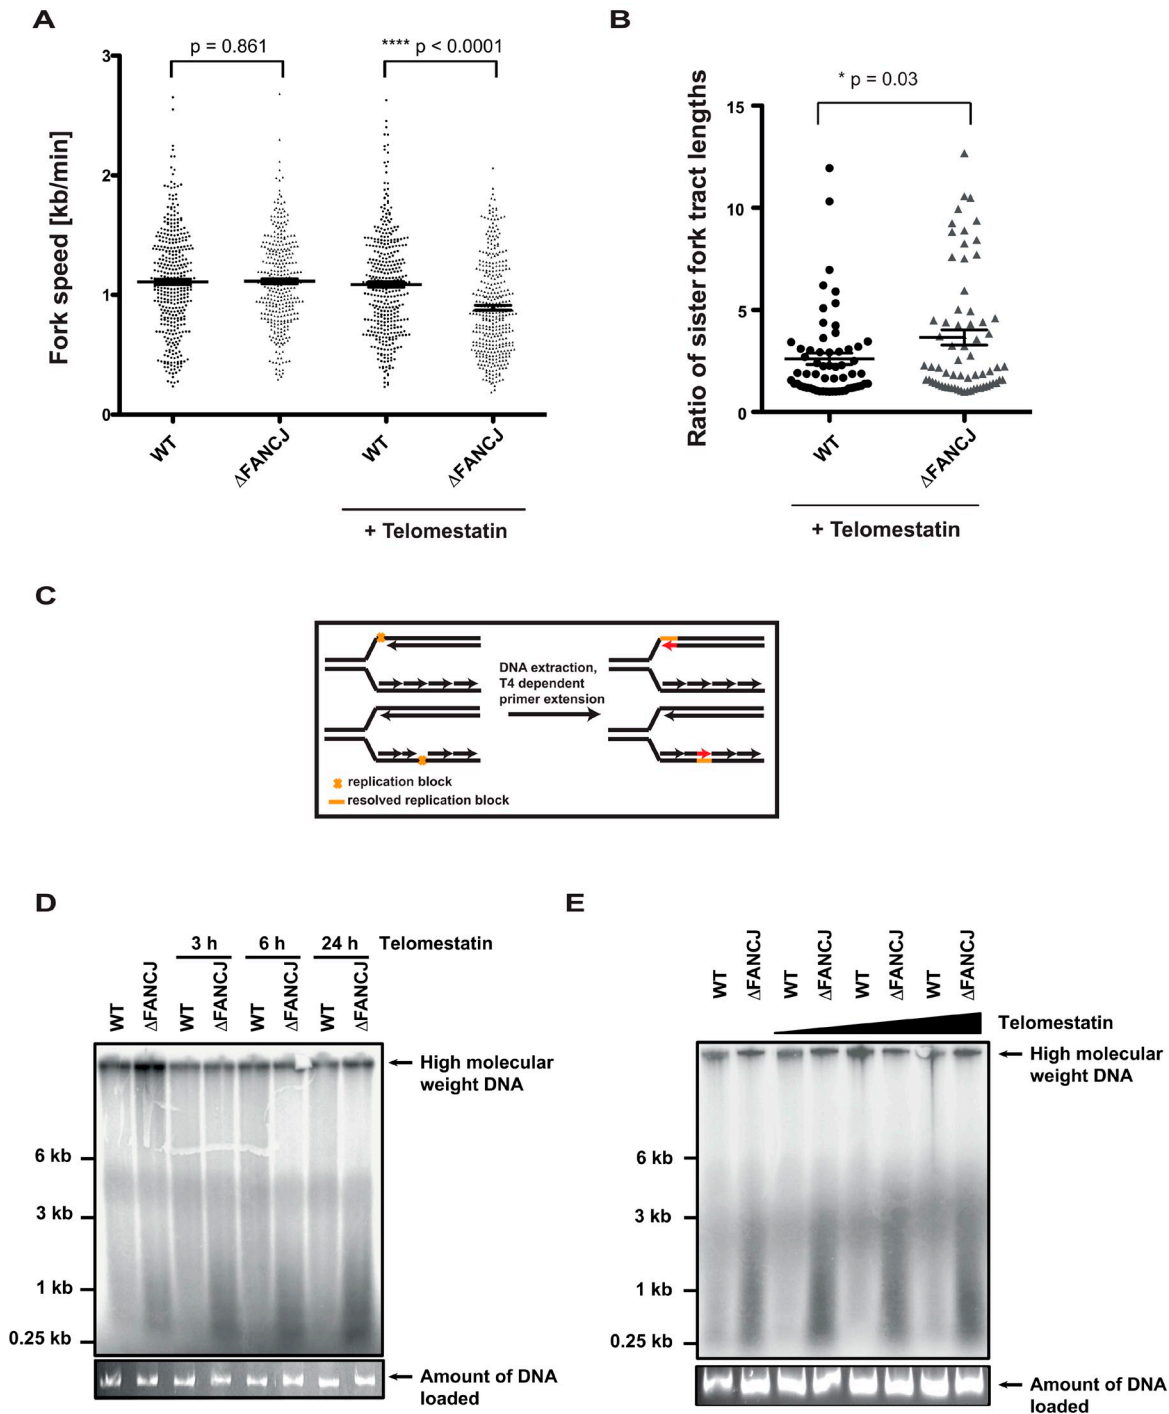 A
p = 0.861
**** p < 0.0001
Fork speed [kb/min]
3
2
1
0
WT
ΔFANCJ
WT
ΔFANCJ
+ Telomestatin
B
* p = 0.03
Ratio of sister fork tract lengths
15
10
5
0
WT
ΔFANCJ
+ Telomestatin
C
DNA extraction,
T4 dependent
primer extension
replication block
resolved replication block
D
3 h
6 h
24 h
Telomestatin
WT
ΔFANCJ
WT
ΔFANCJ
WT
ΔFANCJ
WT
ΔFANCJ
High molecular
weight DNA
6 kb
3 kb
1 kb
0.25 kb
Amount of DNA
loaded
E
WT
ΔFANCJ
WT
ΔFANCJ
WT
ΔFANCJ
WT
ΔFANCJ
Telomestatin
High molecular
weight DNA
6 kb
3 kb
1 kb
0.25 kb
Amount of DNA
loaded